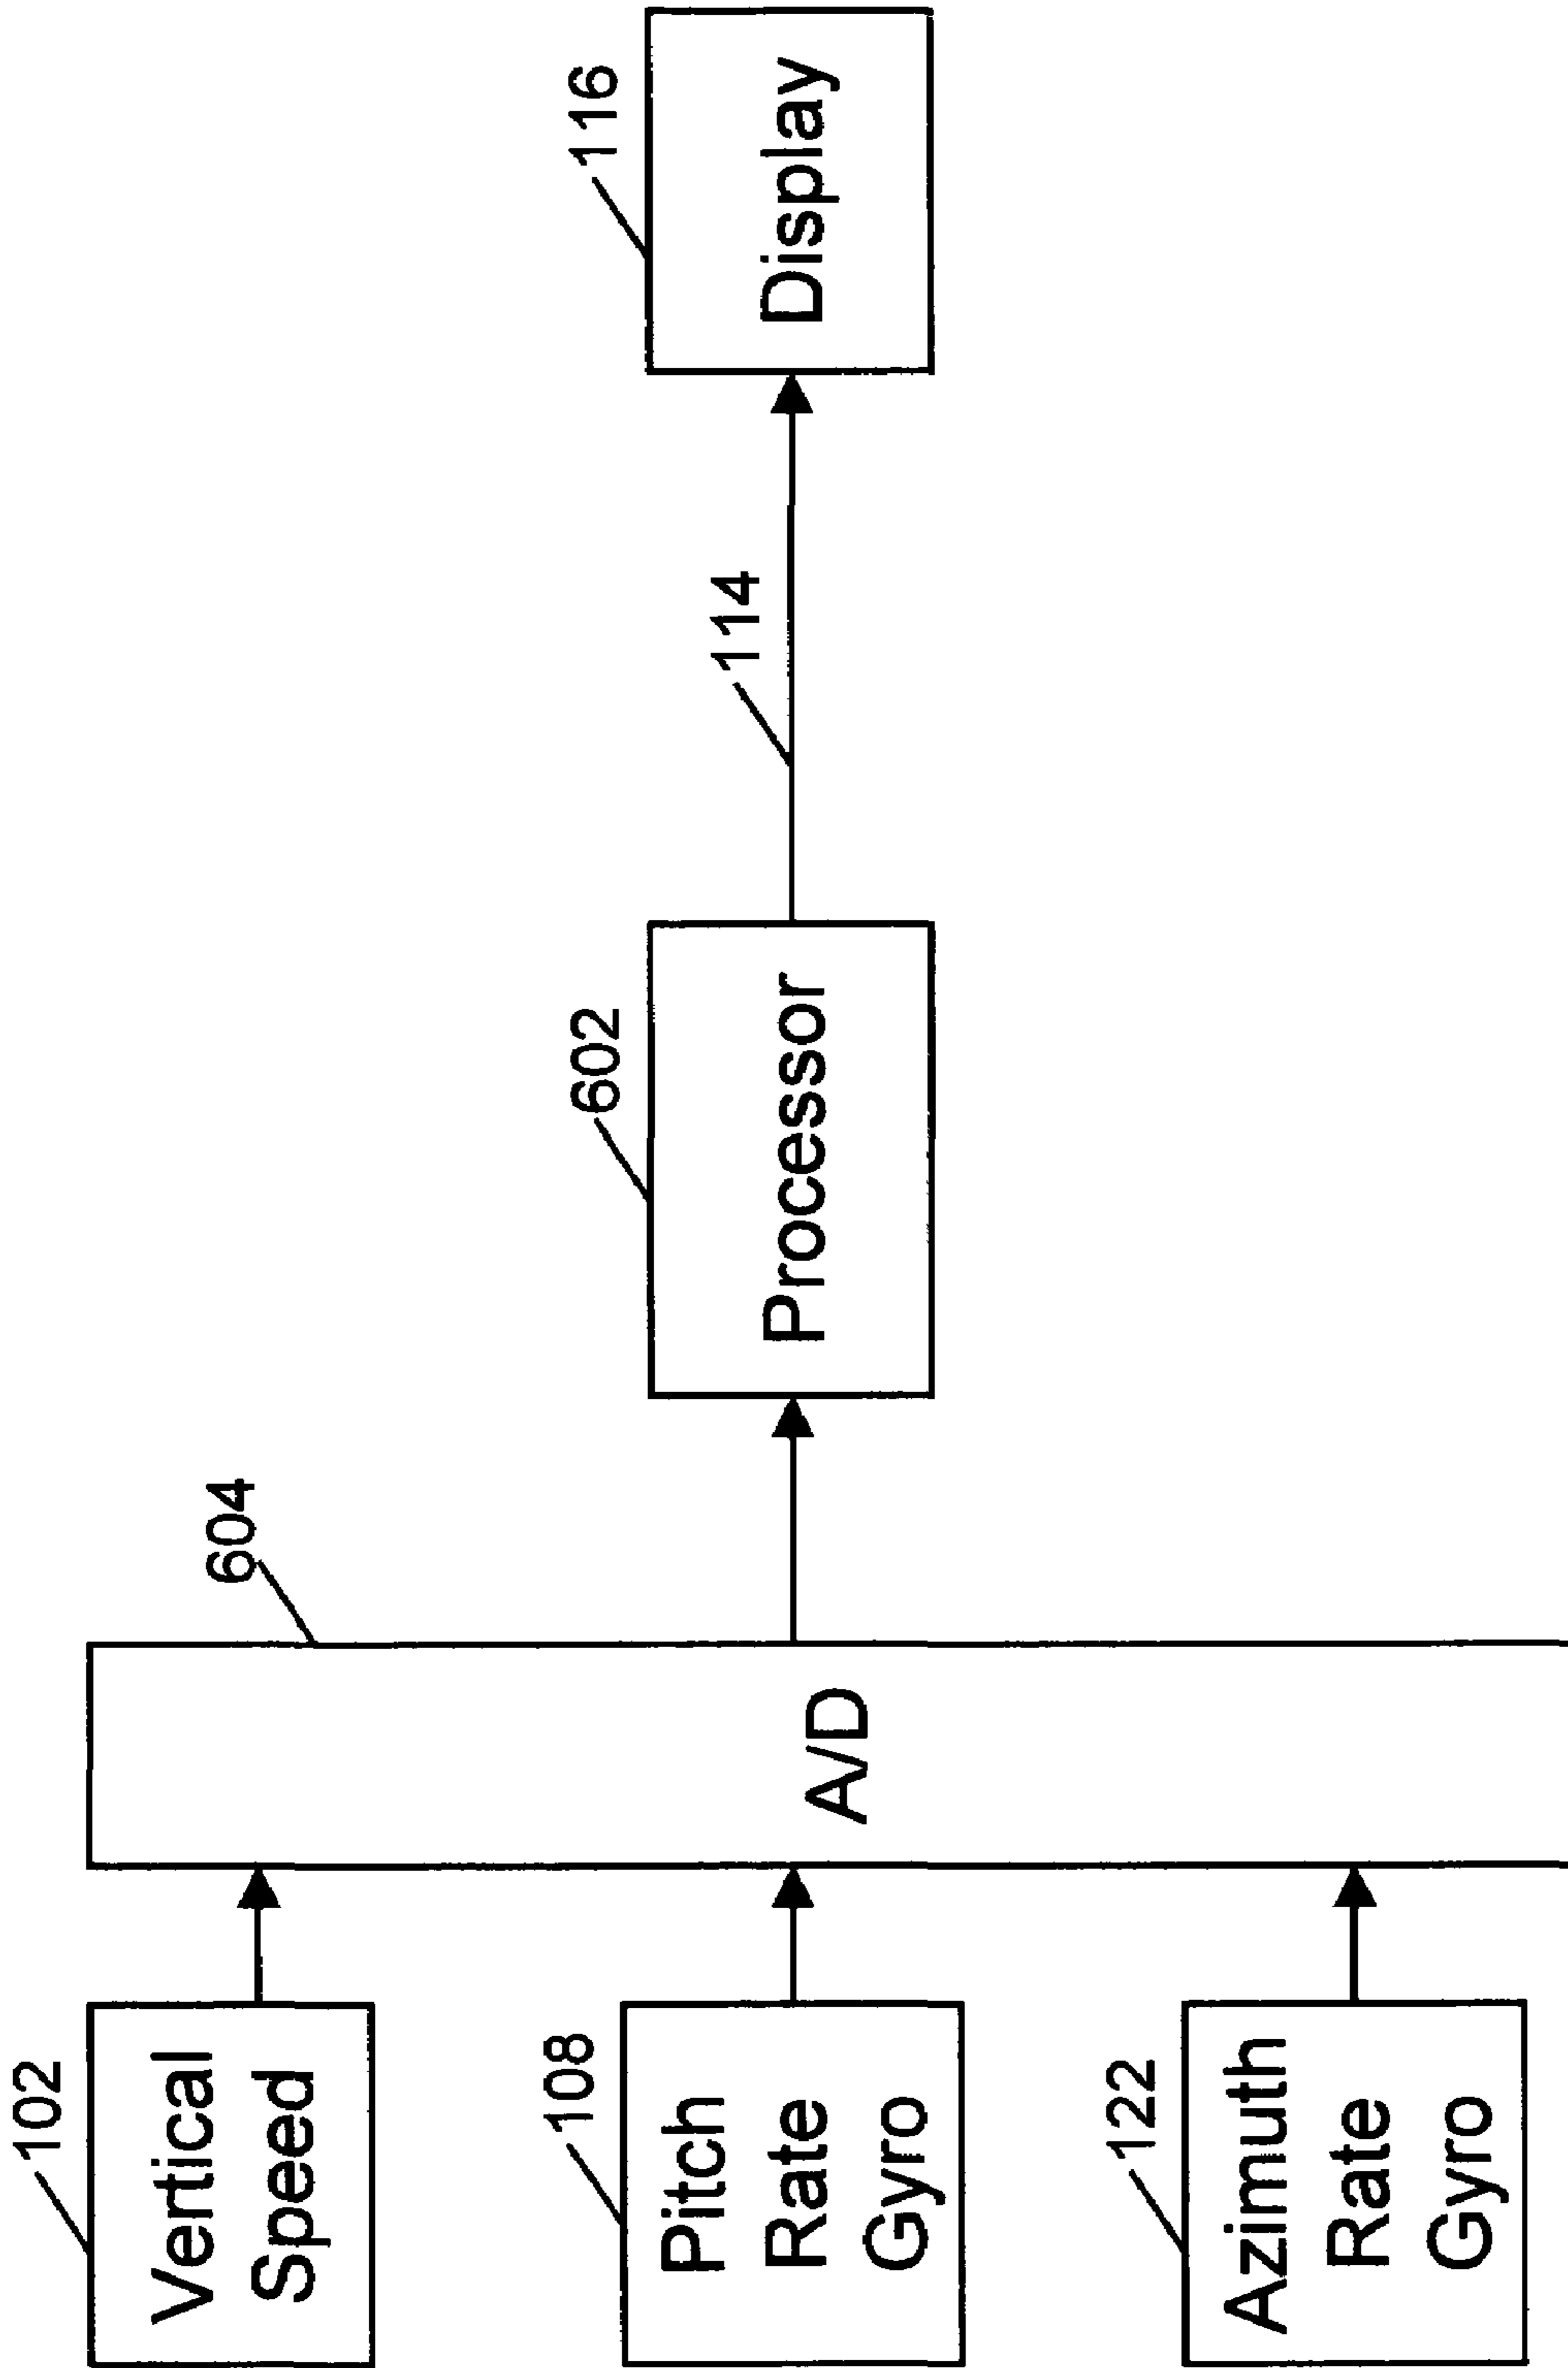 102
Vertical
Speed
108
Pitch
Rate
Gyro
122
Azimuth
Rate
Gyro
604
A/D
602
Processor
114
116
Display